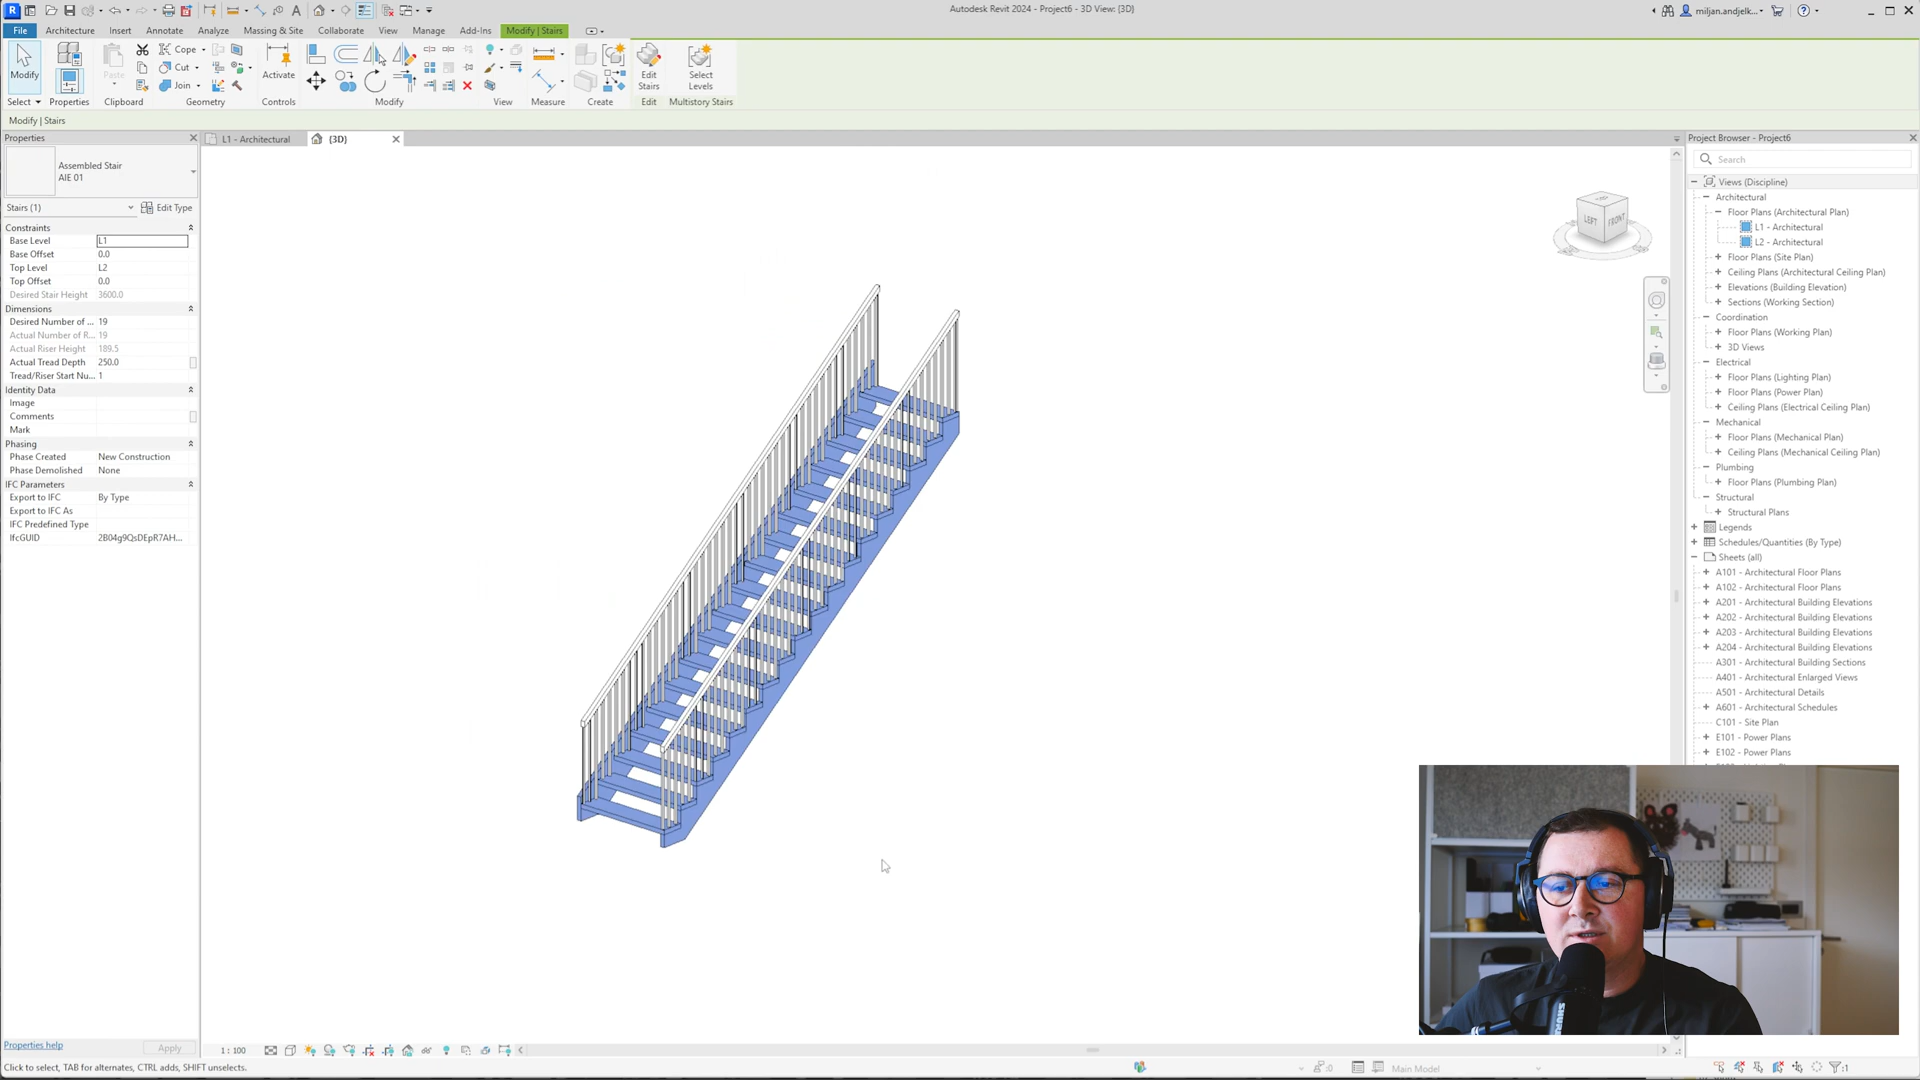 Autodesk Revit 2024 - Project6 - 3D View: {3D}
miljan.andjelk...
File
Architecture
Insert
Annotate
Analyze
Massing & Site
Collaborate
View
Manage
Add-Ins
Modify | Stairs
Modify
Paste
Cope
Cut
Join
Activate
Edit
Stairs
Select
Levels
Select
Properties
Clipboard
Geometry
Controls
Modify
View
Measure
Create
Edit
Multistory Stairs
Modify | Stairs
Properties
L1 - Architectural
{3D}
Assembled Stair
AIE 01
Stairs (1)
Edit Type
Constraints
Base Level L1
Base Offset 0.0
Top Level L2
Top Offset 0.0
Desired Stair Height 3600.0
Dimensions
Desired Number of ... 19
Actual Number of R... 19
Actual Riser Height 189.5
Actual Tread Depth 250.0
Tread/Riser Start Nu... 1
Identity Data
Image
Comments
Mark
Phasing
Phase Created New Construction
Phase Demolished None
IFC Parameters
Export to IFC By Type
Export to IFC As
IFC Predefined Type
IfcGUID 2B04g9QsDEpR7AH...
Properties help
Apply
LEFT
FRONT
Project Browser - Project6
Search
Views (Discipline)
Architectural
Floor Plans (Architectural Plan)
L1 - Architectural
L2 - Architectural
Floor Plans (Site Plan)
Ceiling Plans (Architectural Ceiling Plan)
Elevations (Building Elevation)
Sections (Working Section)
Coordination
Floor Plans (Working Plan)
3D Views
Electrical
Floor Plans (Lighting Plan)
Floor Plans (Power Plan)
Ceiling Plans (Electrical Ceiling Plan)
Mechanical
Floor Plans (Mechanical Plan)
Ceiling Plans (Mechanical Ceiling Plan)
Plumbing
Floor Plans (Plumbing Plan)
Structural
Structural Plans
Legends
Schedules/Quantities (By Type)
Sheets (all)
A101 - Architectural Floor Plans
A102 - Architectural Floor Plans
A201 - Architectural Building Elevations
A202 - Architectural Building Elevations
A203 - Architectural Building Elevations
A204 - Architectural Building Elevations
A301 - Architectural Building Sections
A401 - Architectural Enlarged Views
A501 - Architectural Details
A601 - Architectural Schedules
C101 - Site Plan
E101 - Power Plans
E102 - Power Plans
1 : 100
Click to select, TAB for alternates, CTRL adds, SHIFT unselects.
:0
Main Model
:1